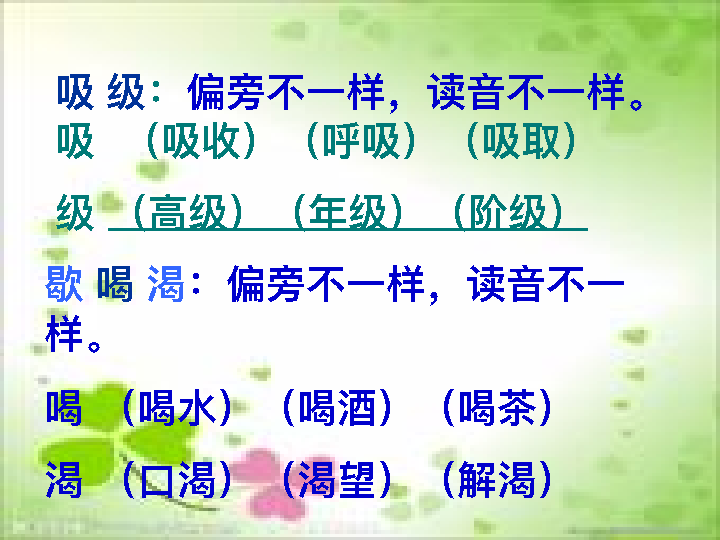 吸 级：偏旁不一样，读音不一样。
吸 （吸收）（呼吸）（吸取）
级 （高级）（年级）（阶级）
歇 喝 渴：偏旁不一样，读音不一
样。
喝 （喝水）（喝酒）（喝茶）
渴 （口渴）（渴望）（解渴）